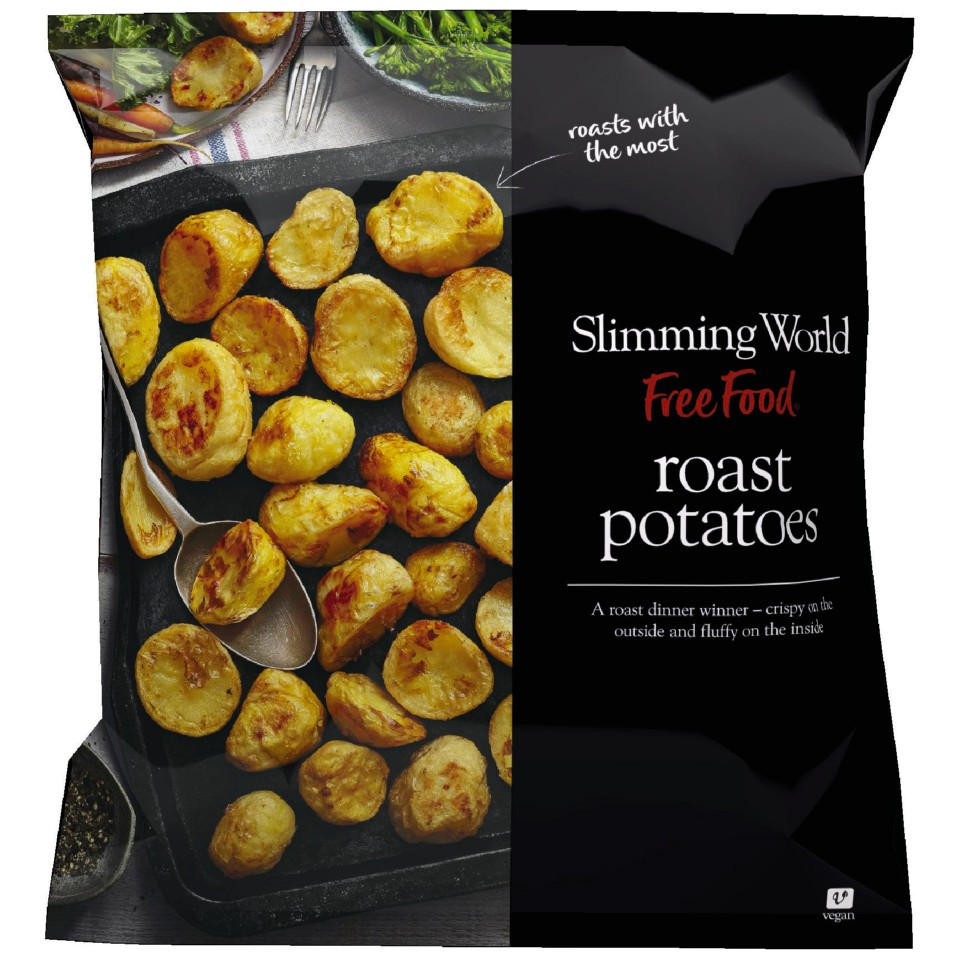 roasts with
the most
Slimming World
Free Food
roast
potatoes
A roast dinner winner – crispy on the
outside and fluffy on the inside
vegan